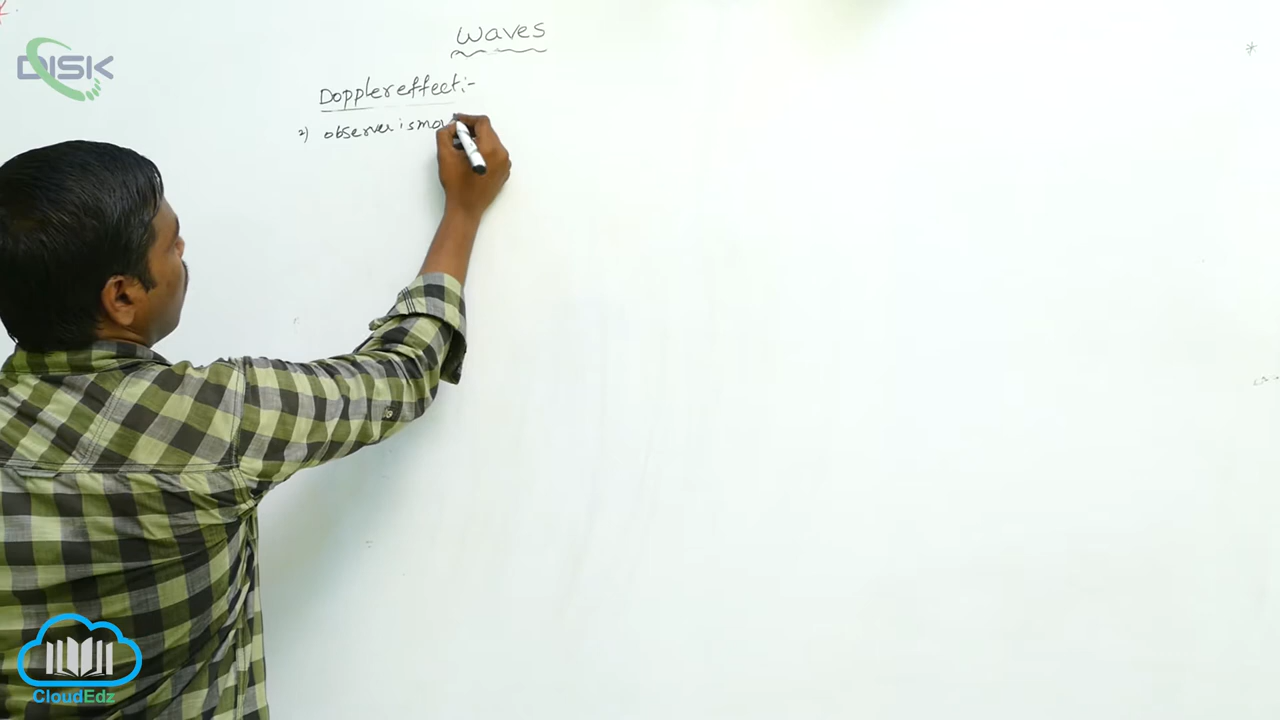 DISK
Waves
Doppler effect:-
2) observer is mov
CloudEdz